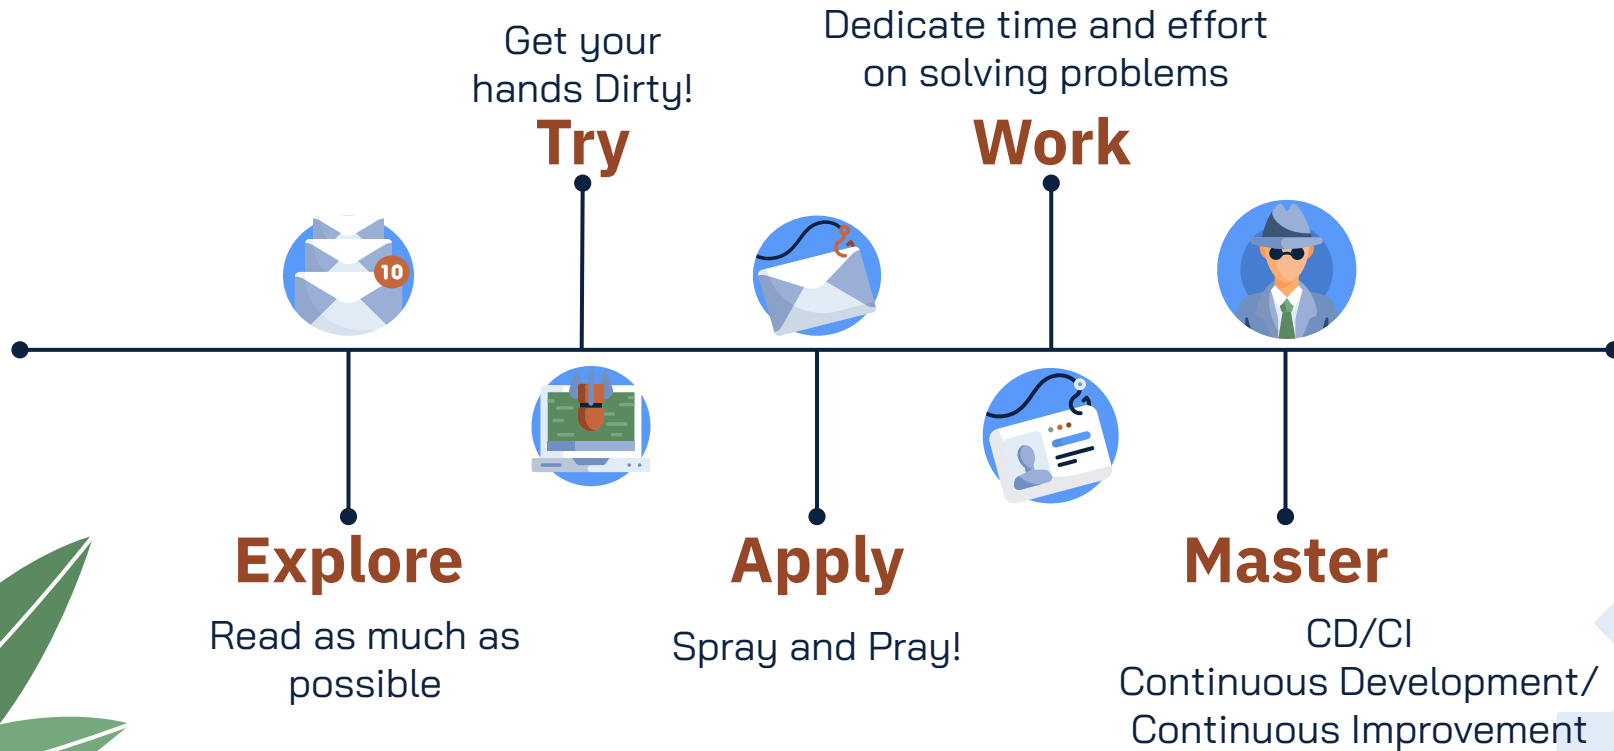 Get your
hands Dirty!
Try
Dedicate time and effort
on solving problems
Work
10
Explore
Read as much as
possible
Apply
Spray and Pray!
Master
CD/CI
Continuous Development/
Continuous Improvement